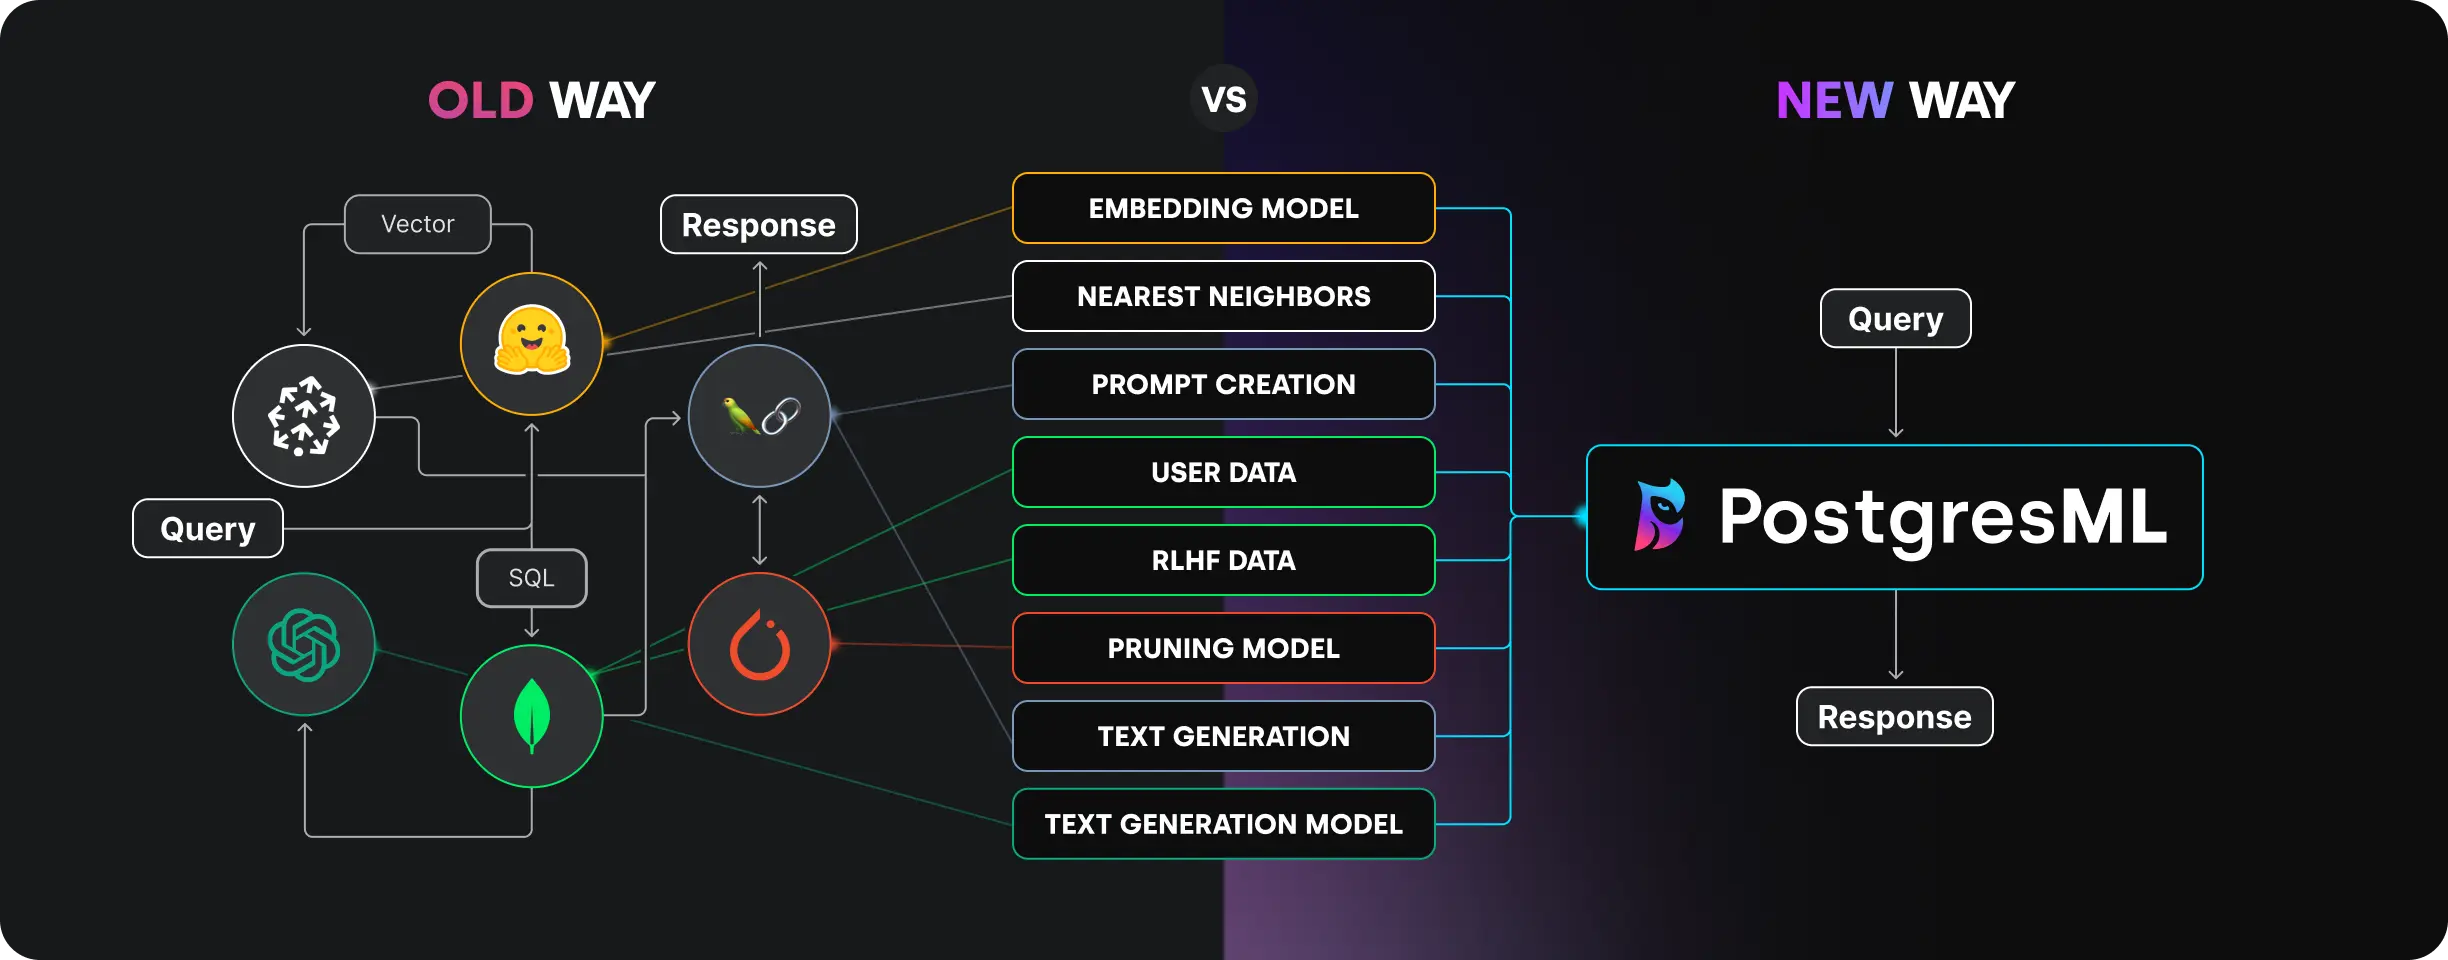 OLD WAY
VS
NEW WAY
Vector
Response
Query
SQL
EMBEDDING MODEL
NEAREST NEIGHBORS
PROMPT CREATION
USER DATA
RLHF DATA
PRUNING MODEL
TEXT GENERATION
TEXT GENERATION MODEL
Query
PostgresML
Response